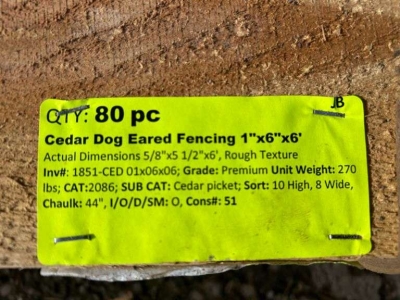 JB
QTY: 80 pc
Cedar Dog Eared Fencing 1"x6"x6'
Actual Dimensions 5/8"x5 1/2"x6', Rough Texture
Inv#: 1851-CED 01x06x06; Grade: Premium Unit Weight: 270
lbs; CAT:2086; SUB CAT: Cedar picket; Sort: 10 High, 8 Wide,
Chaulk: 44", I/O/D/SM: O, Cons#: 51